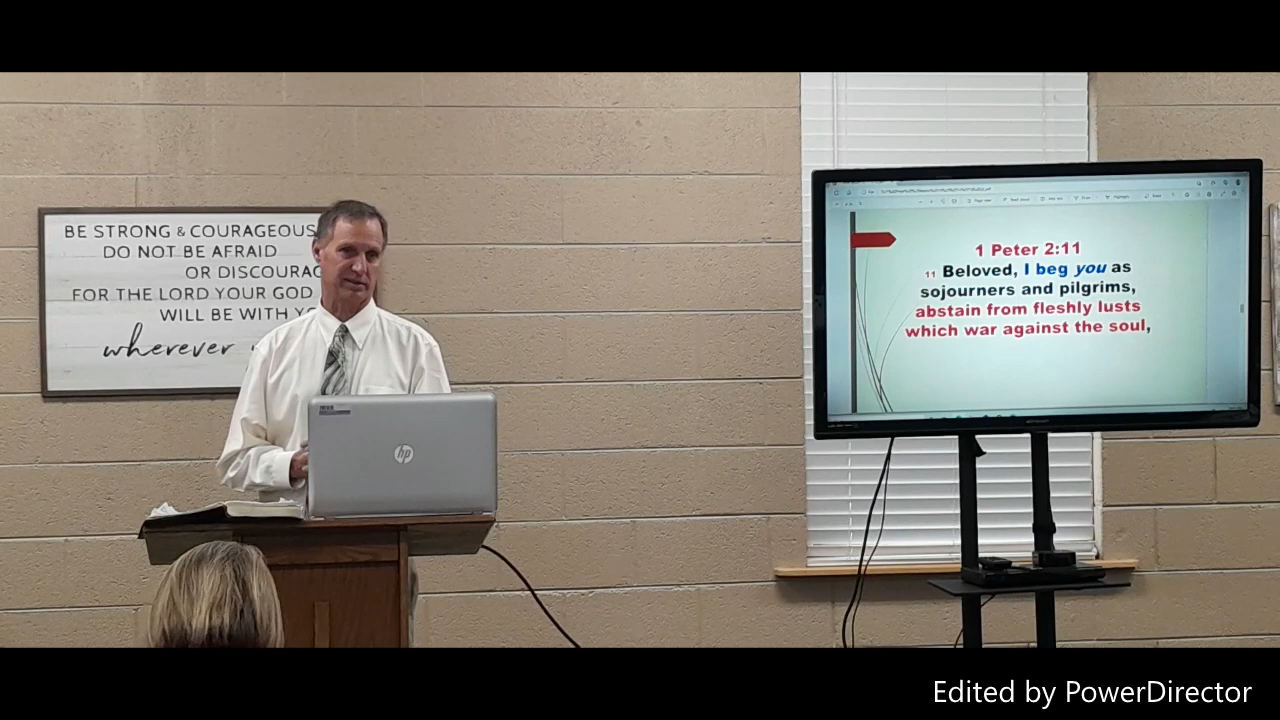 BE STRONG & COURAGEOUS
DO NOT BE AFRAID
OR DISCOURAG
FOR THE LORD YOUR GOD
WILL BE WITH YO
wherever
hp
1 Peter 2:11
11 Beloved, I beg you as
sojourners and pilgrims,
abstain from fleshly lusts
which war against the soul,
Edited by PowerDirector